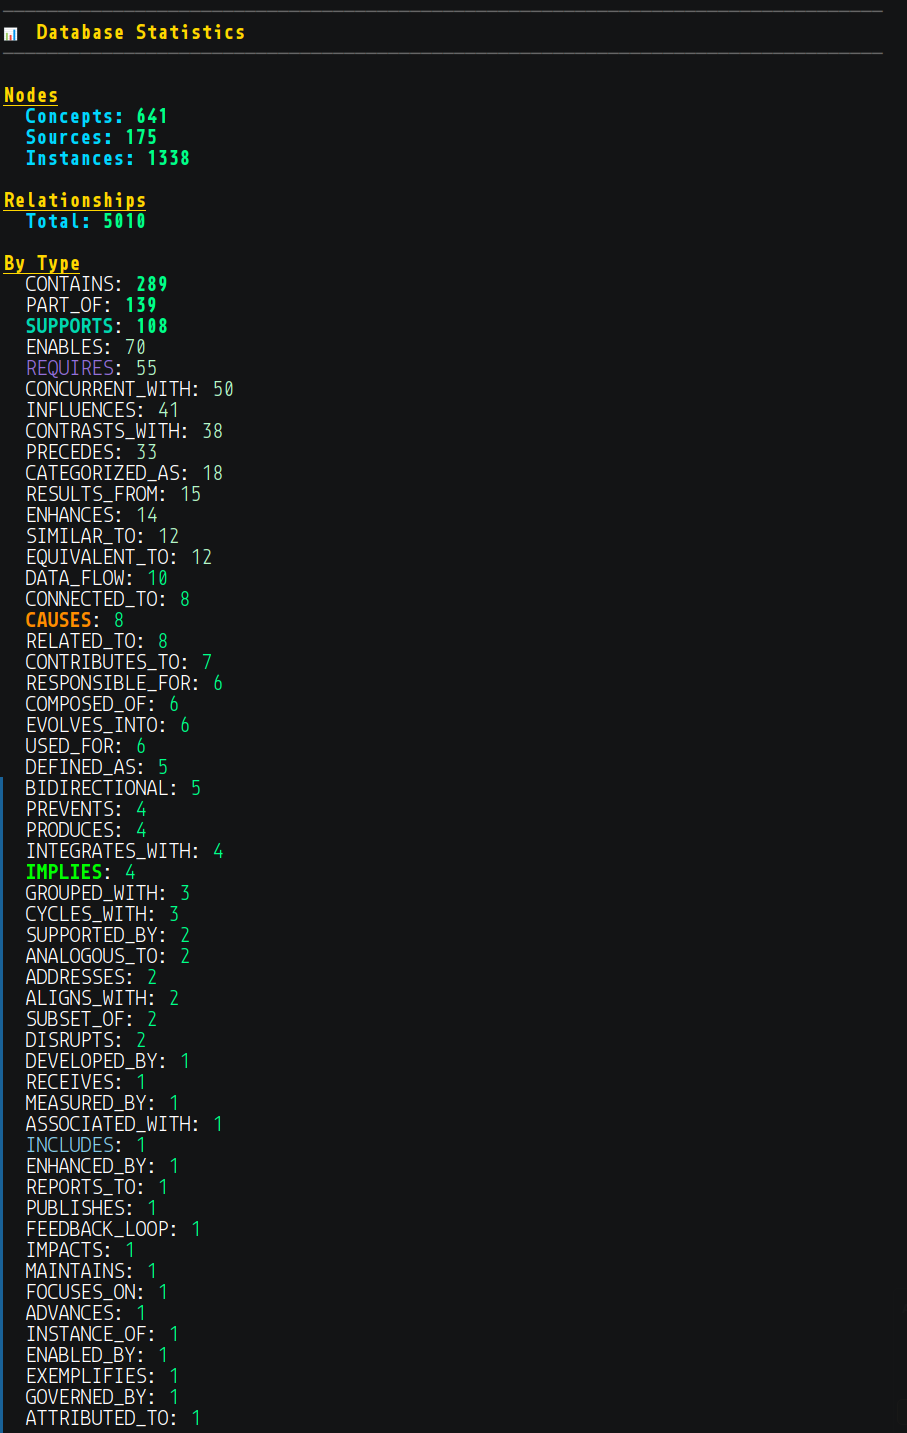 Database Statistics
Nodes
Concepts: 641
Sources: 175
Instances: 1338
Relationships
Total: 5010
By Type
CONTAINS: 289
PART_OF: 139
SUPPORTS: 108
ENABLES: 70
REQUIRES: 55
CONCURRENT_WITH: 50
INFLUENCES: 41
CONTRASTS_WITH: 38
PRECEDES: 33
CATEGORIZED_AS: 18
RESULTS_FROM: 15
ENHANCES: 14
SIMILAR_TO: 12
EQUIVALENT_TO: 12
DATA_FLOW: 10
CONNECTED_TO: 8
CAUSES: 8
RELATED_TO: 8
CONTRIBUTES_TO: 7
RESPONSIBLE_FOR: 6
COMPOSED_OF: 6
EVOLVES_INTO: 6
USED_FOR: 6
DEFINED_AS: 5
BIDIRECTIONAL: 5
PREVENTS: 4
PRODUCES: 4
INTEGRATES_WITH: 4
IMPLIES: 4
GROUPED_WITH: 3
CYCLES_WITH: 3
SUPPORTED_BY: 2
ANALOGOUS_TO: 2
ADDRESSES: 2
ALIGNS_WITH: 2
SUBSET_OF: 2
DISRUPTS: 2
DEVELOPED_BY: 1
RECEIVES: 1
MEASURED_BY: 1
ASSOCIATED_WITH: 1
INCLUDES: 1
ENHANCED_BY: 1
REPORTS_TO: 1
PUBLISHES: 1
FEEDBACK_LOOP: 1
IMPACTS: 1
MAINTAINS: 1
FOCUSES_ON: 1
ADVANCES: 1
INSTANCE_OF: 1
ENABLED_BY: 1
EXEMPLIFIES: 1
GOVERNED_BY: 1
ATTRIBUTED_TO: 1